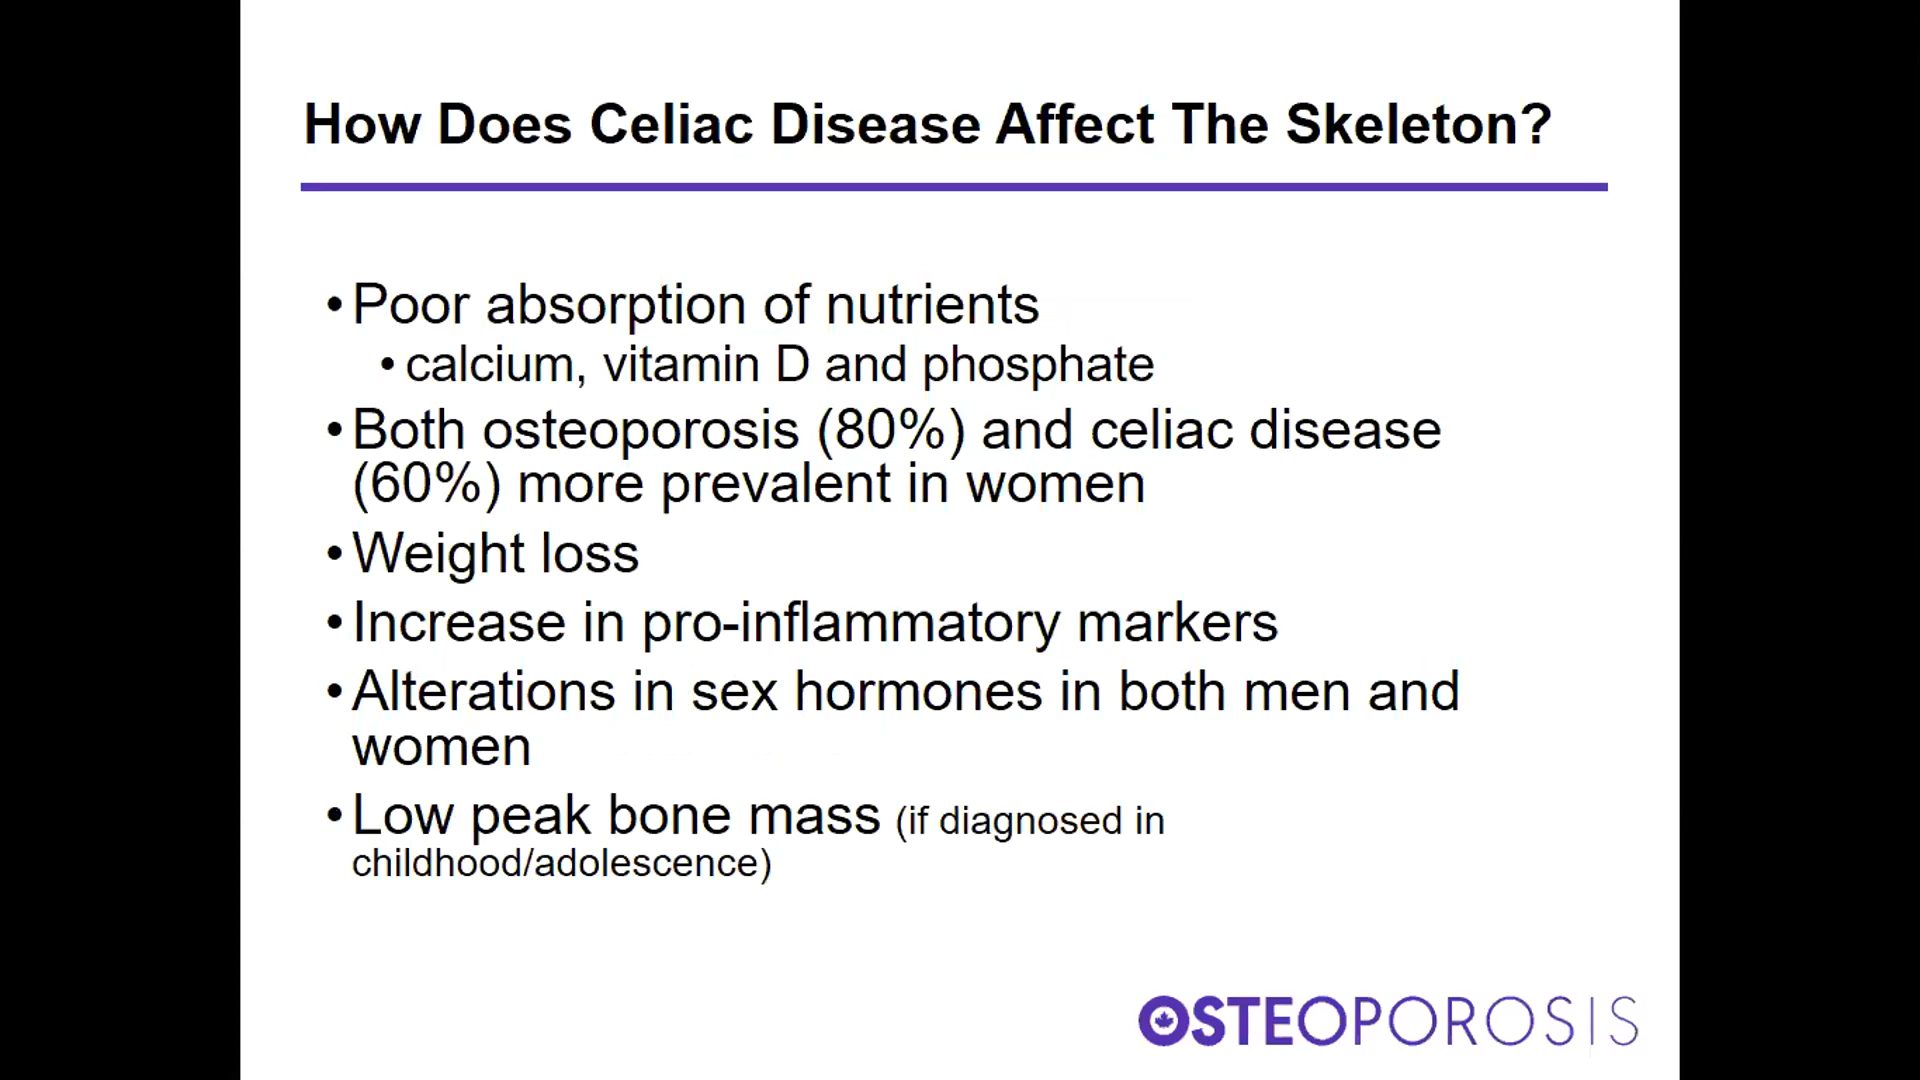 How Does Celiac Disease Affect The Skeleton?
•Poor absorption of nutrients
•calcium, vitamin D and phosphate
•Both osteoporosis (80%) and celiac disease
(60%) more prevalent in women
•Weight loss
•Increase in pro-inflammatory markers
•Alterations in sex hormones in both men and
women
•Low peak bone mass (if diagnosed in
childhood/adolescence)
OSTEOPOROSIS